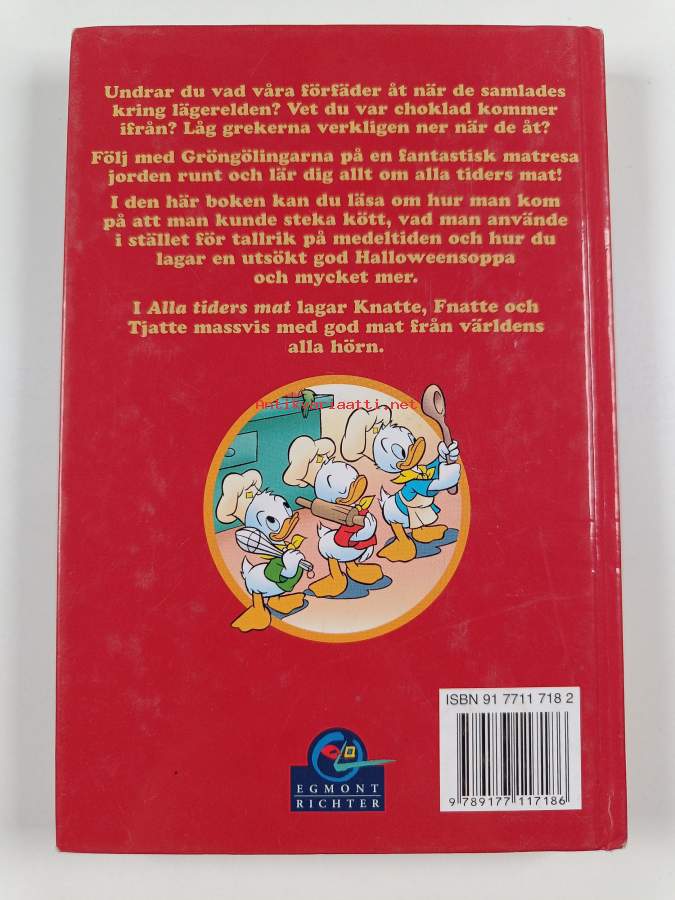 Undrar du vad våra förfäder åt när de samlades
kring lägerelden? Vet du var choklad kommer
ifrån? Låg grekerna verkligen ner när de åt?
Följ med Gröngölingarna på en fantastisk matresa
jorden runt och lär dig allt om alla tiders mat!
I den här boken kan du läsa om hur man kom
på att man kunde steka kött, vad man använde
i stället för tallrik på medeltiden och hur du
lagar en utsökt god Halloweensoppa
och mycket mer.
I Alla tiders mat lagar Knatte, Fnatte och
Tjatte massvis med god mat från världens
alla hörn.
Antikvariaatti.net
ISBN 91 7711 718 2
9 789177 117186
EGMONT
RICHTER